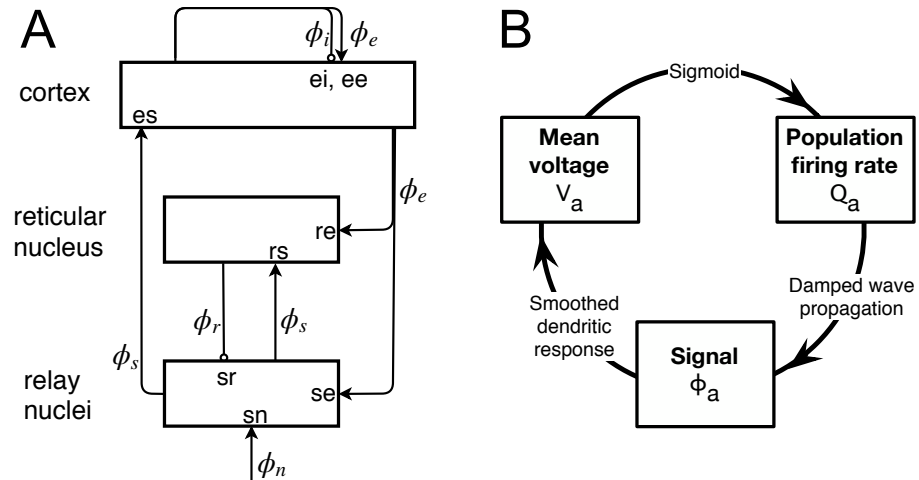 A
ϕi ϕe
ei, ee
cortex
es
ϕe
reticular
nucleus
re
rs
ϕr
ϕs
ϕs
relay
nuclei
sr
se
sn
ϕn
B
Sigmoid
Mean
voltage
Va
Population
firing rate
Qa
Damped wave
propagation
Smoothed
dendritic
response
Signal
ϕa